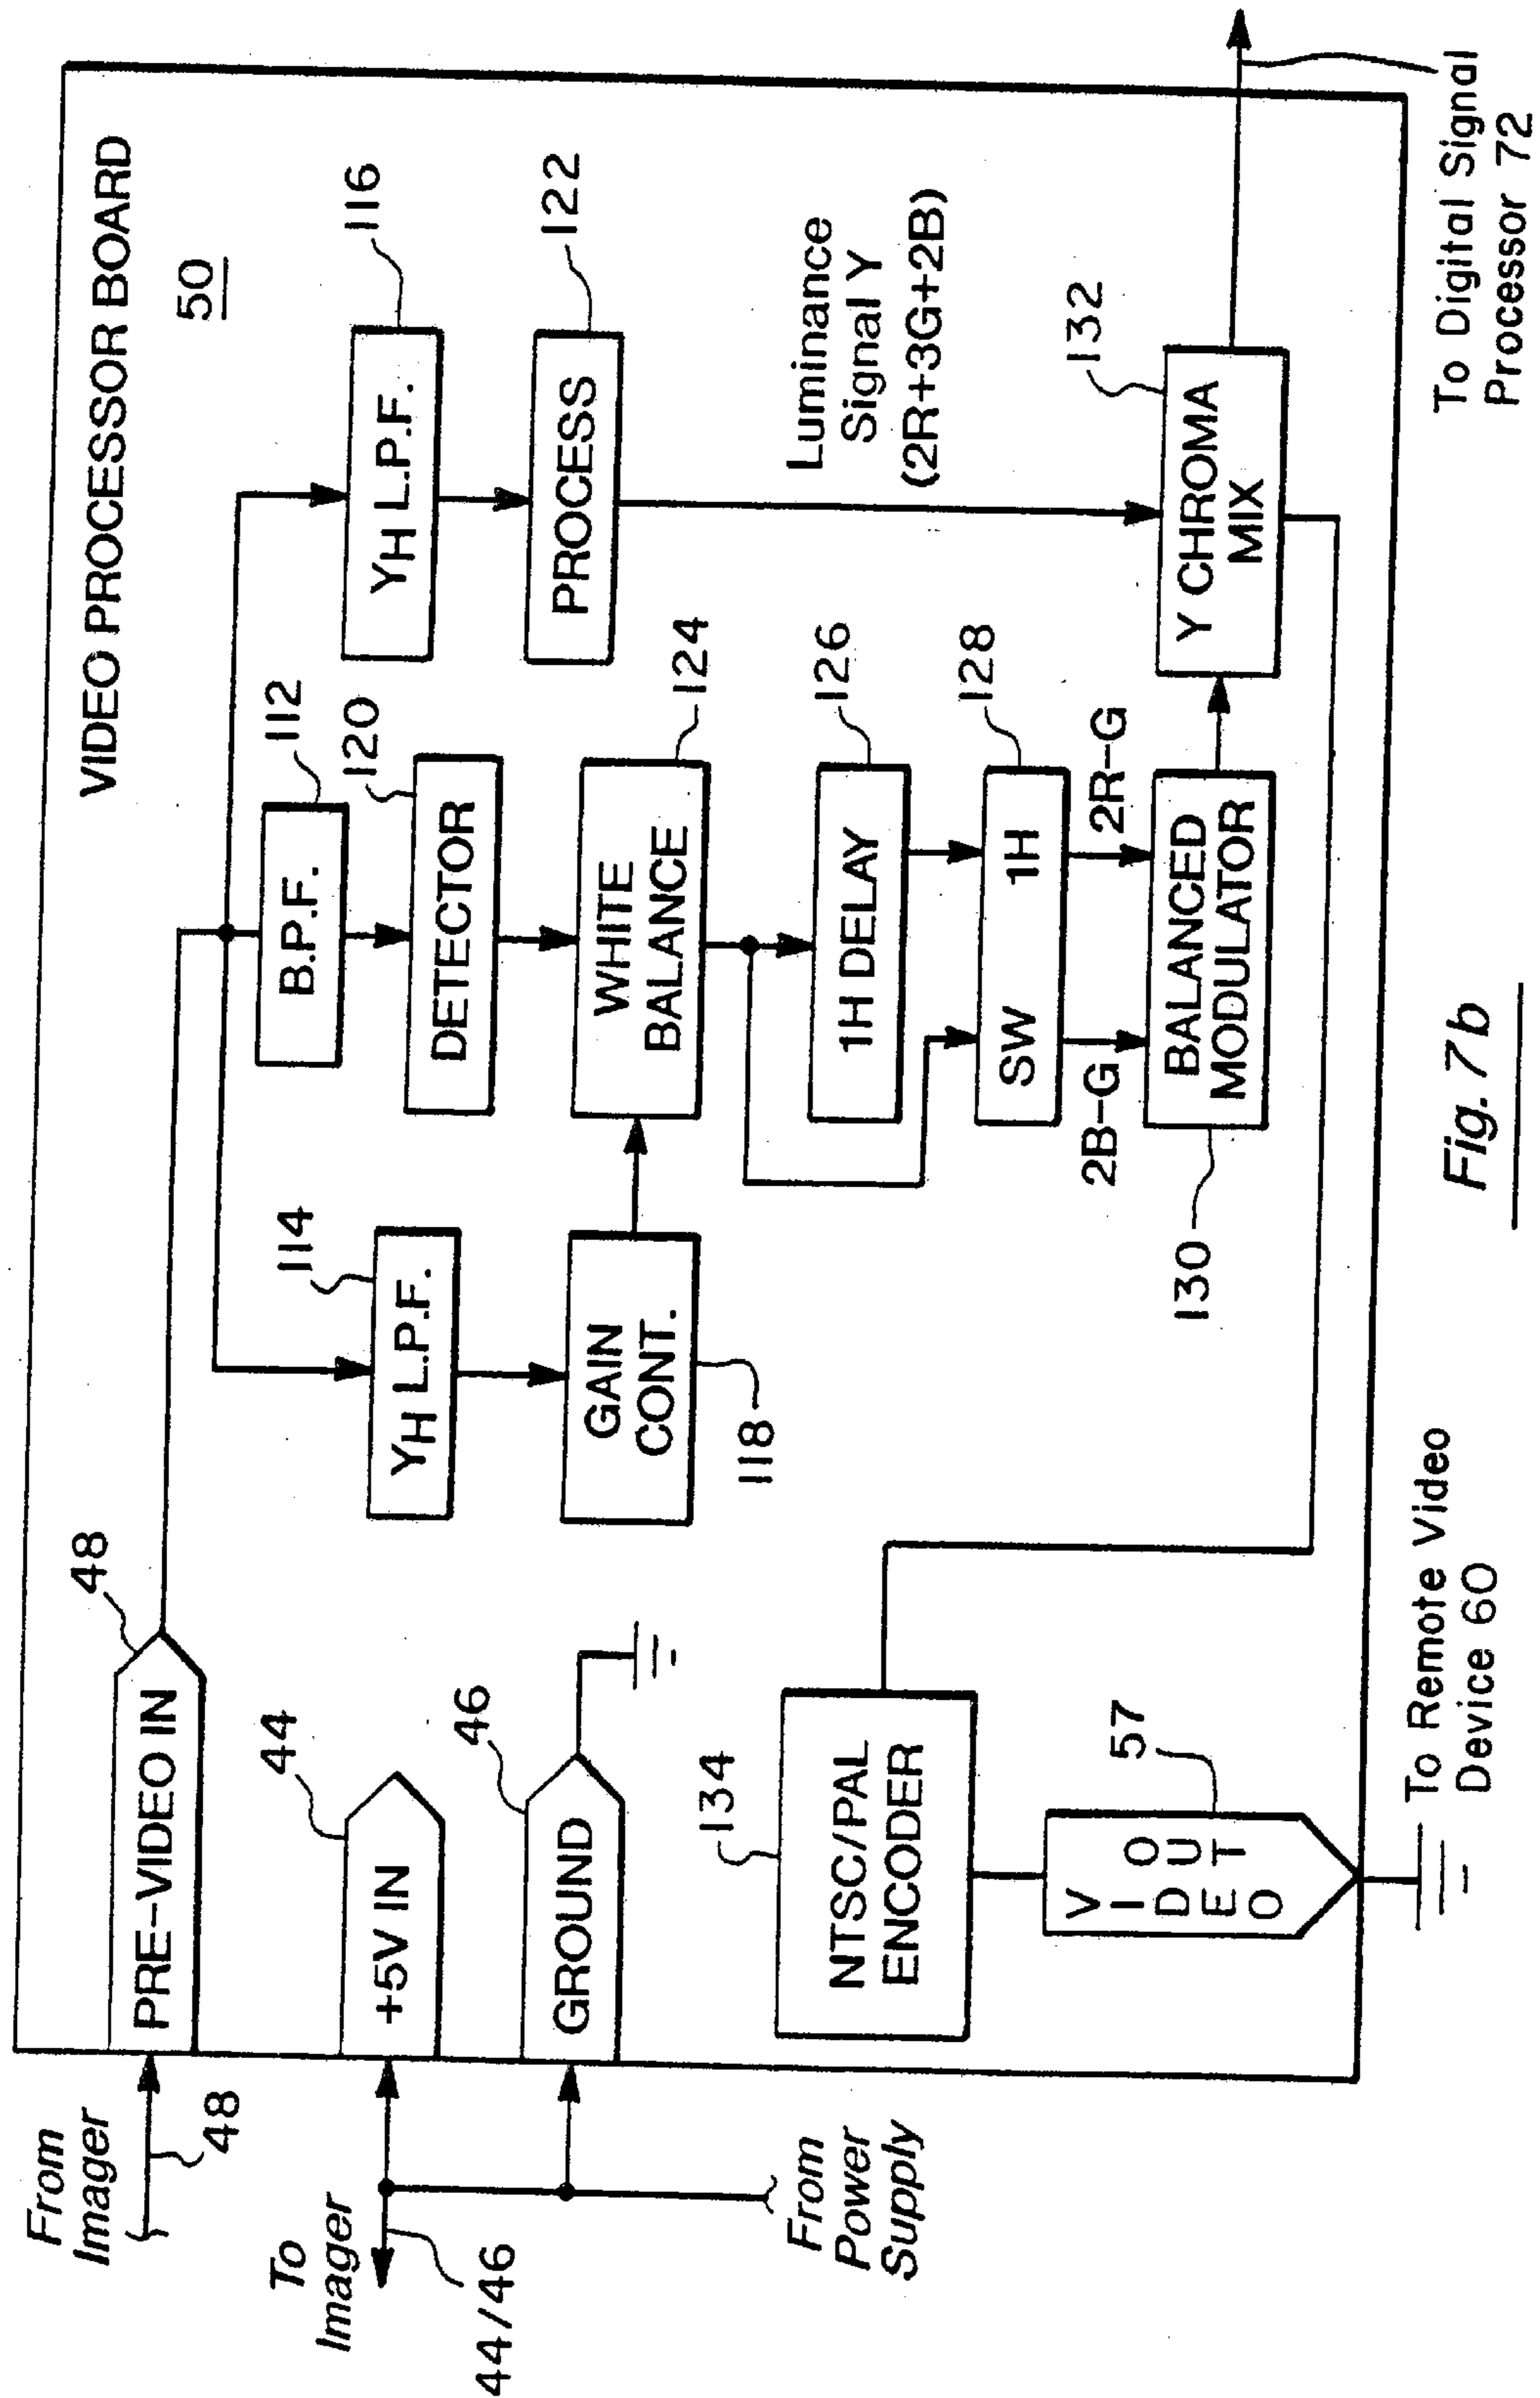 VIDEO PROCESSOR BOARD
50
From
Imager
48
PRE-VIDEO IN
48
To
Imager
44/46
+5V IN
44
GROUND
46
From
Power
Supply
114
YH L.P.F.
GAIN
CONT.
118
112
B.P.F.
120
DETECTOR
WHITE
BALANCE
124
116
YH L.P.F.
PROCESS
122
Luminance
Signal Y
(2R+3G+2B)
1H DELAY
126
SW 1H
128
2B-G
2R-G
BALANCED
MODULATOR
130
Y CHROMA
MIX
132
134
NTSC/PAL
ENCODER
VIDEO
OUT
57
To Remote Video
Device 60
To Digital Signal
Processor 72
Fig. 7b